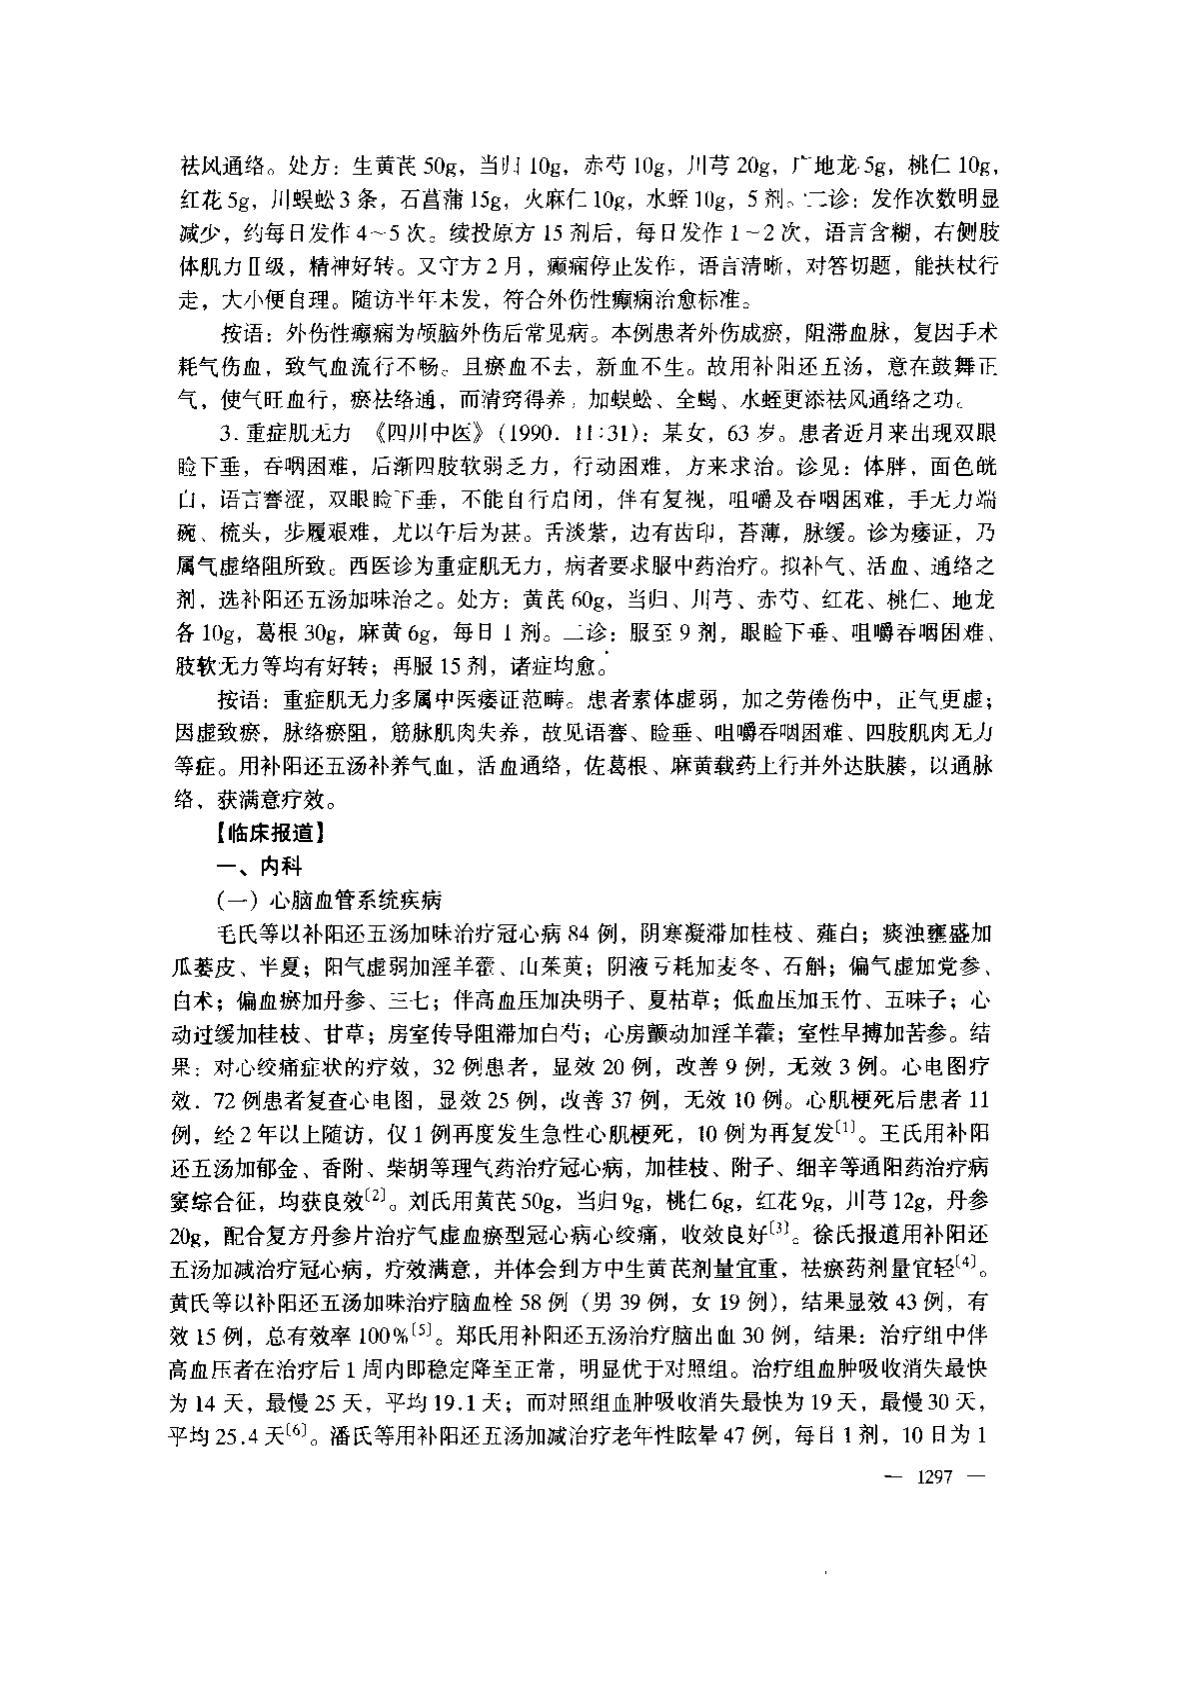 祛风通络。处方：生黄芪 50g，当归 10g，赤芍 10g，川芎 20g，广地龙 5g，桃仁 10g，
红花 5g，川蜈蚣 3 条，石菖蒲 15g，火麻仁 10g，水蛭 10g，5 剂。二诊：发作次数明显
减少，约每日发作 4～5 次。续投原方 15 剂后，每日发作 1～2 次，语言含糊，右侧肢
体肌力Ⅱ级，精神好转。又守方 2 月，癫痫停止发作，语言清晰，对答切题，能扶杖行
走，大小便自理。随访半年未发，符合外伤性癫痫治愈标准。
按语：外伤性癫痫为颅脑外伤后常见病。本例患者外伤成瘀，阻滞血脉，复因手术
耗气伤血，致气血流行不畅。且瘀血不去，新血不生。故用补阳还五汤，意在鼓舞正
气，使气旺血行，瘀祛络通，而清窍得养，加蜈蚣、全蝎、水蛭更添祛风通络之功。
3. 重症肌无力 《四川中医》（1990. 11:31）：某女，63 岁。患者近月来出现双眼
睑下垂，吞咽困难，后渐四肢软弱乏力，行动困难，方来求治。诊见：体胖，面色㿠
白，语言謇涩，双眼睑下垂，不能自行启闭，伴有复视，咀嚼及吞咽困难，手无力端
碗、梳头，步履艰难，尤以午后为甚。舌淡紫，边有齿印，苔薄，脉缓。诊为痿证，乃
属气虚络阻所致。西医诊为重症肌无力，病者要求服中药治疗。拟补气、活血、通络之
剂，选补阳还五汤加味治之。处方：黄芪 60g，当归、川芎、赤芍、红花、桃仁、地龙
各 10g，葛根 30g，麻黄 6g，每日 1 剂。二诊：服至 9 剂，眼睑下垂、咀嚼吞咽困难、
肢软无力等均有好转；再服 15 剂，诸症均愈。
按语：重症肌无力多属中医痿证范畴。患者素体虚弱，加之劳倦伤中，正气更虚；
因虚致瘀，脉络瘀阻，筋脉肌肉失养，故见语謇、睑垂、咀嚼吞咽困难、四肢肌肉无力
等症。用补阳还五汤补养气血，活血通络，佐葛根、麻黄载药上行并外达肤腠，以通脉
络，获满意疗效。
【临床报道】
一、内科
（一）心脑血管系统疾病
毛氏等以补阳还五汤加味治疗冠心病 84 例，阴寒凝滞加桂枝、薤白；痰浊壅盛加
瓜蒌皮、半夏；阳气虚弱加淫羊藿、山茱萸；阴液亏耗加麦冬、石斛；偏气虚加党参、
白术；偏血瘀加丹参、三七；伴高血压加决明子、夏枯草；低血压加玉竹、五味子；心
动过缓加桂枝、甘草；房室传导阻滞加白芍；心房颤动加淫羊藿；室性早搏加苦参。结
果：对心绞痛症状的疗效，32 例患者，显效 20 例，改善 9 例，无效 3 例。心电图疗
效．72 例患者复查心电图，显效 25 例，改善 37 例，无效 10 例。心肌梗死后患者 11
例，经 2 年以上随访，仅 1 例再度发生急性心肌梗死，10 例为再复发〔1〕。王氏用补阳
还五汤加郁金、香附、柴胡等理气药治疗冠心病，加桂枝、附子、细辛等通阳药治疗病
窦综合征，均获良效〔2〕。刘氏用黄芪 50g，当归 9g，桃仁 6g，红花 9g，川芎 12g，丹参
20g，配合复方丹参片治疗气虚血瘀型冠心病心绞痛，收效良好〔3〕。徐氏报道用补阳还
五汤加减治疗冠心病，疗效满意，并体会到方中生黄芪剂量宜重，祛瘀药剂量宜轻〔4〕。
黄氏等以补阳还五汤加味治疗脑血栓 58 例（男 39 例，女 19 例），结果显效 43 例，有
效 15 例，总有效率 100%〔5〕。郑氏用补阳还五汤治疗脑出血 30 例，结果：治疗组中伴
高血压者在治疗后 1 周内即稳定降至正常，明显优于对照组。治疗组血肿吸收消失最快
为 14 天，最慢 25 天，平均 19.1 天；而对照组血肿吸收消失最快为 19 天，最慢 30 天，
平均 25.4 天〔6〕。潘氏等用补阳还五汤加减治疗老年性眩晕 47 例，每日 1 剂，10 日为 1
— 1297 —